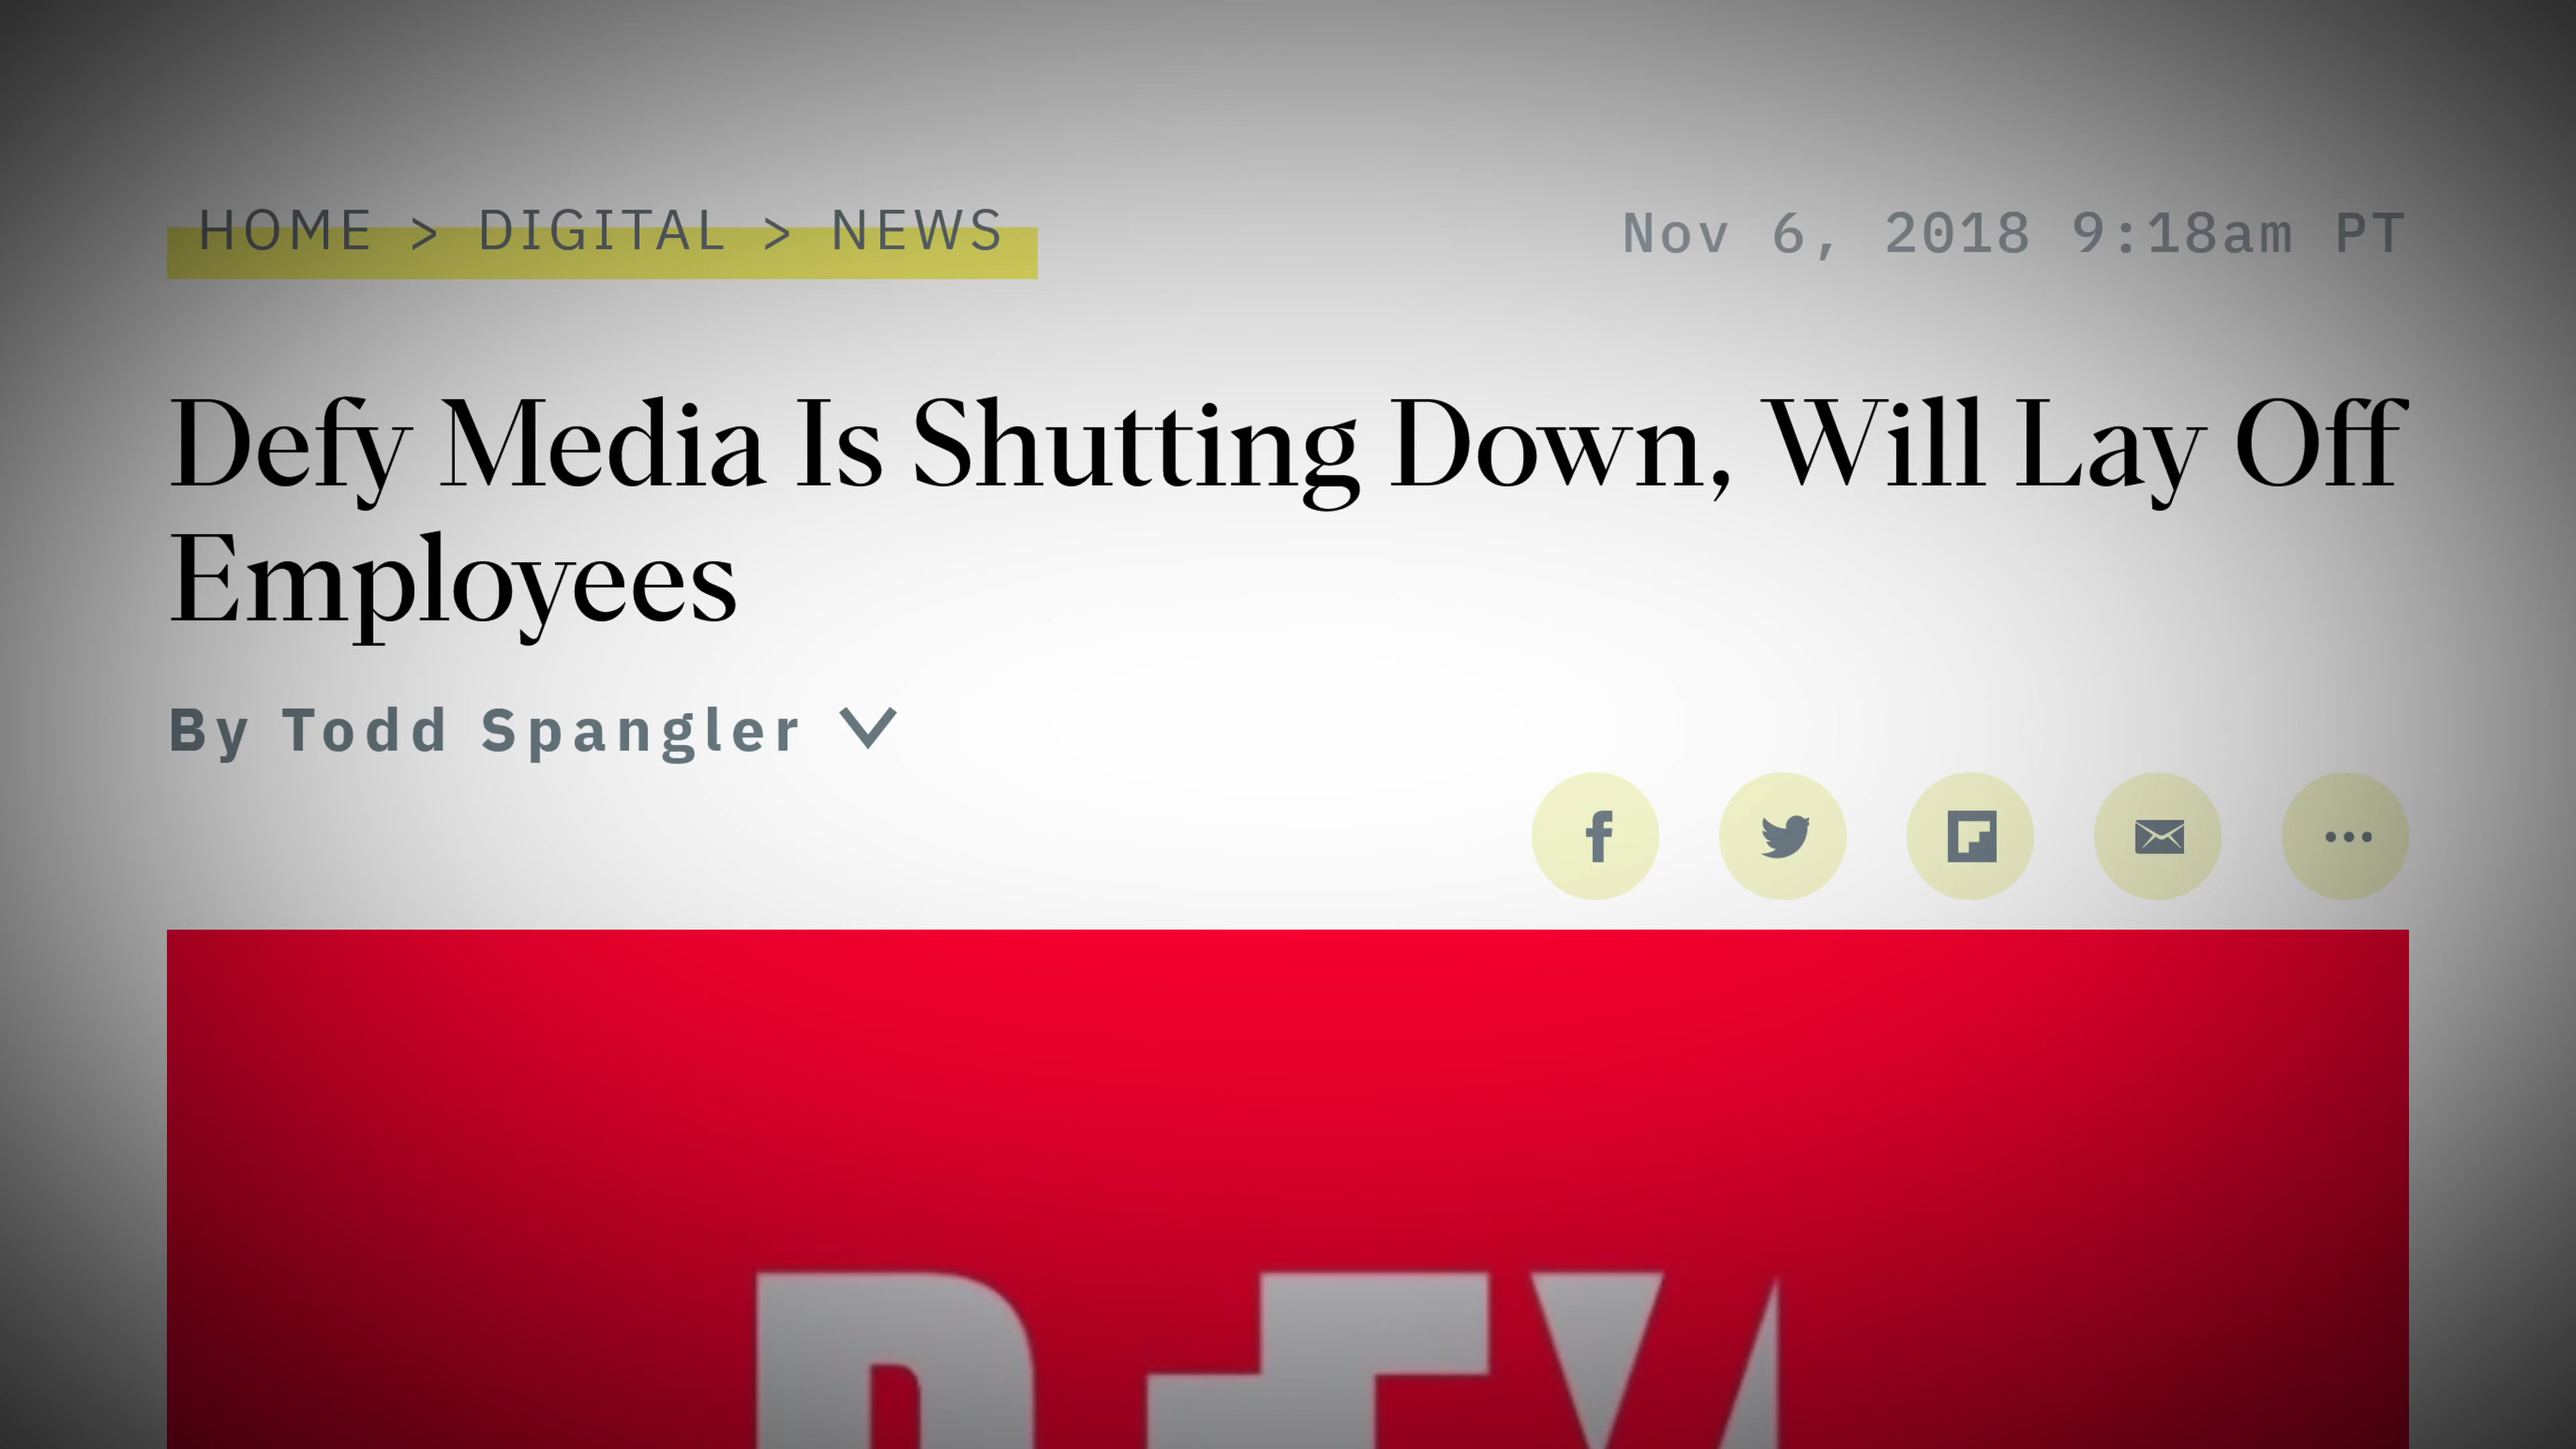 HOME > DIGITAL > NEWS
Nov 6, 2018 9:18am PT
Defy Media Is Shutting Down, Will Lay Off
Employees
By Todd Spangler
DEFY